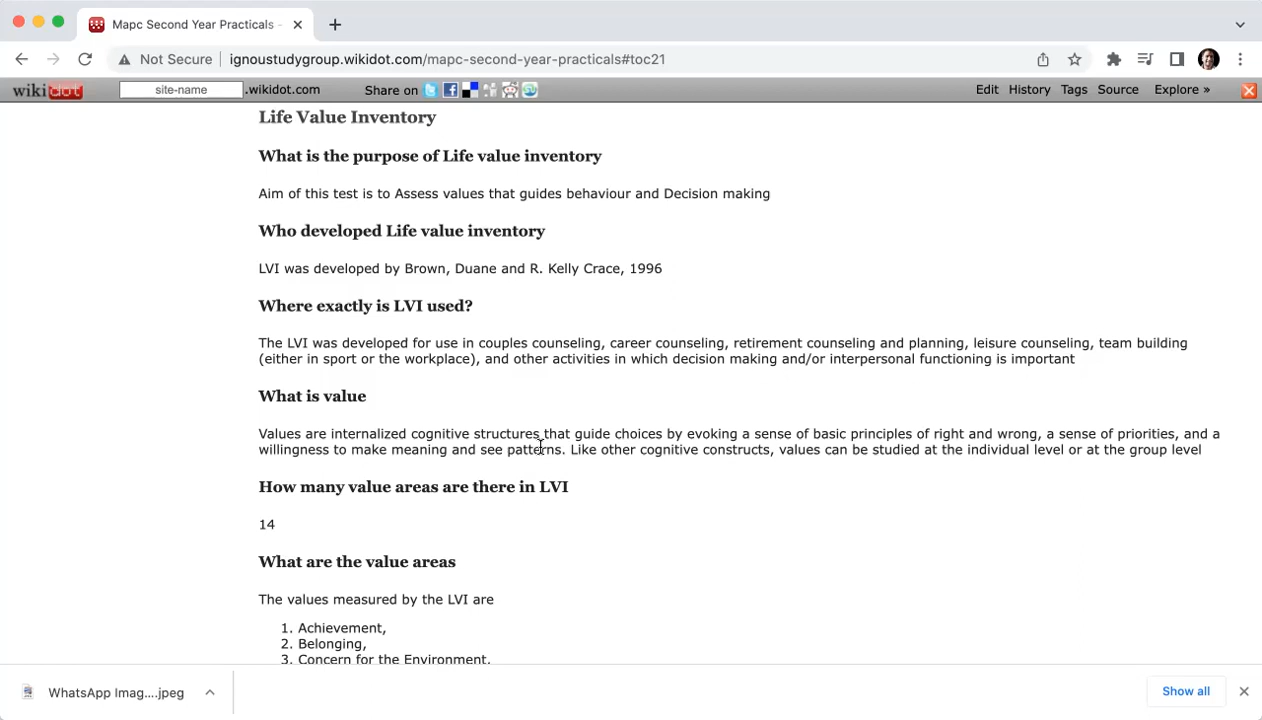 Mapc Second Year Practicals -
Not Secure
ignoustudygroup.wikidot.com/mapc-second-year-practicals#toc21
wikidot
site-name
.wikidot.com
Share on
Edit
History
Tags
Source
Explore »
Life Value Inventory
What is the purpose of Life value inventory
Aim of this test is to Assess values that guides behaviour and Decision making
Who developed Life value inventory
LVI was developed by Brown, Duane and R. Kelly Crace, 1996
Where exactly is LVI used?
The LVI was developed for use in couples counseling, career counseling, retirement counseling and planning, leisure counseling, team building
(either in sport or the workplace), and other activities in which decision making and/or interpersonal functioning is important
What is value
Values are internalized cognitive structures that guide choices by evoking a sense of basic principles of right and wrong, a sense of priorities, and a
willingness to make meaning and see patterns. Like other cognitive constructs, values can be studied at the individual level or at the group level
How many value areas are there in LVI
14
What are the value areas
The values measured by the LVI are
1. Achievement,
2. Belonging,
3. Concern for the Environment,
WhatsApp Imag....jpeg
Show all